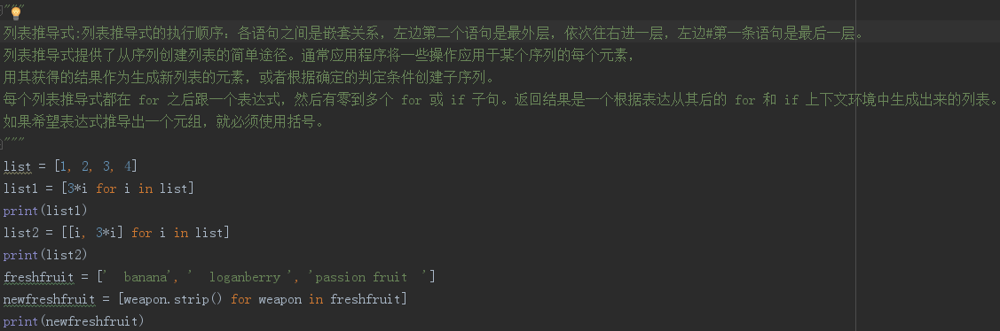 """
列表推导式:列表推导式的执行顺序：各语句之间是嵌套关系，左边第二个语句是最外层，依次往右进一层，左边#第一条语句是最后一层。
列表推导式提供了从序列创建列表的简单途径。通常应用程序将一些操作应用于某个序列的每个元素，
用其获得的结果作为生成新列表的元素，或者根据确定的判定条件创建子序列。
每个列表推导式都在 for 之后跟一个表达式，然后有零到多个 for 或 if 子句。返回结果是一个根据表达从其后的 for 和 if 上下文环境中生成出来的列表。
如果希望表达式推导出一个元组，就必须使用括号。
"""
list = [1, 2, 3, 4]
list1 = [3*i for i in list]
print(list1)
list2 = [[i, 3*i] for i in list]
print(list2)
freshfruit = ['  banana', '  loganberry ', 'passion fruit  ']
newfreshfruit = [weapon.strip() for weapon in freshfruit]
print(newfreshfruit)